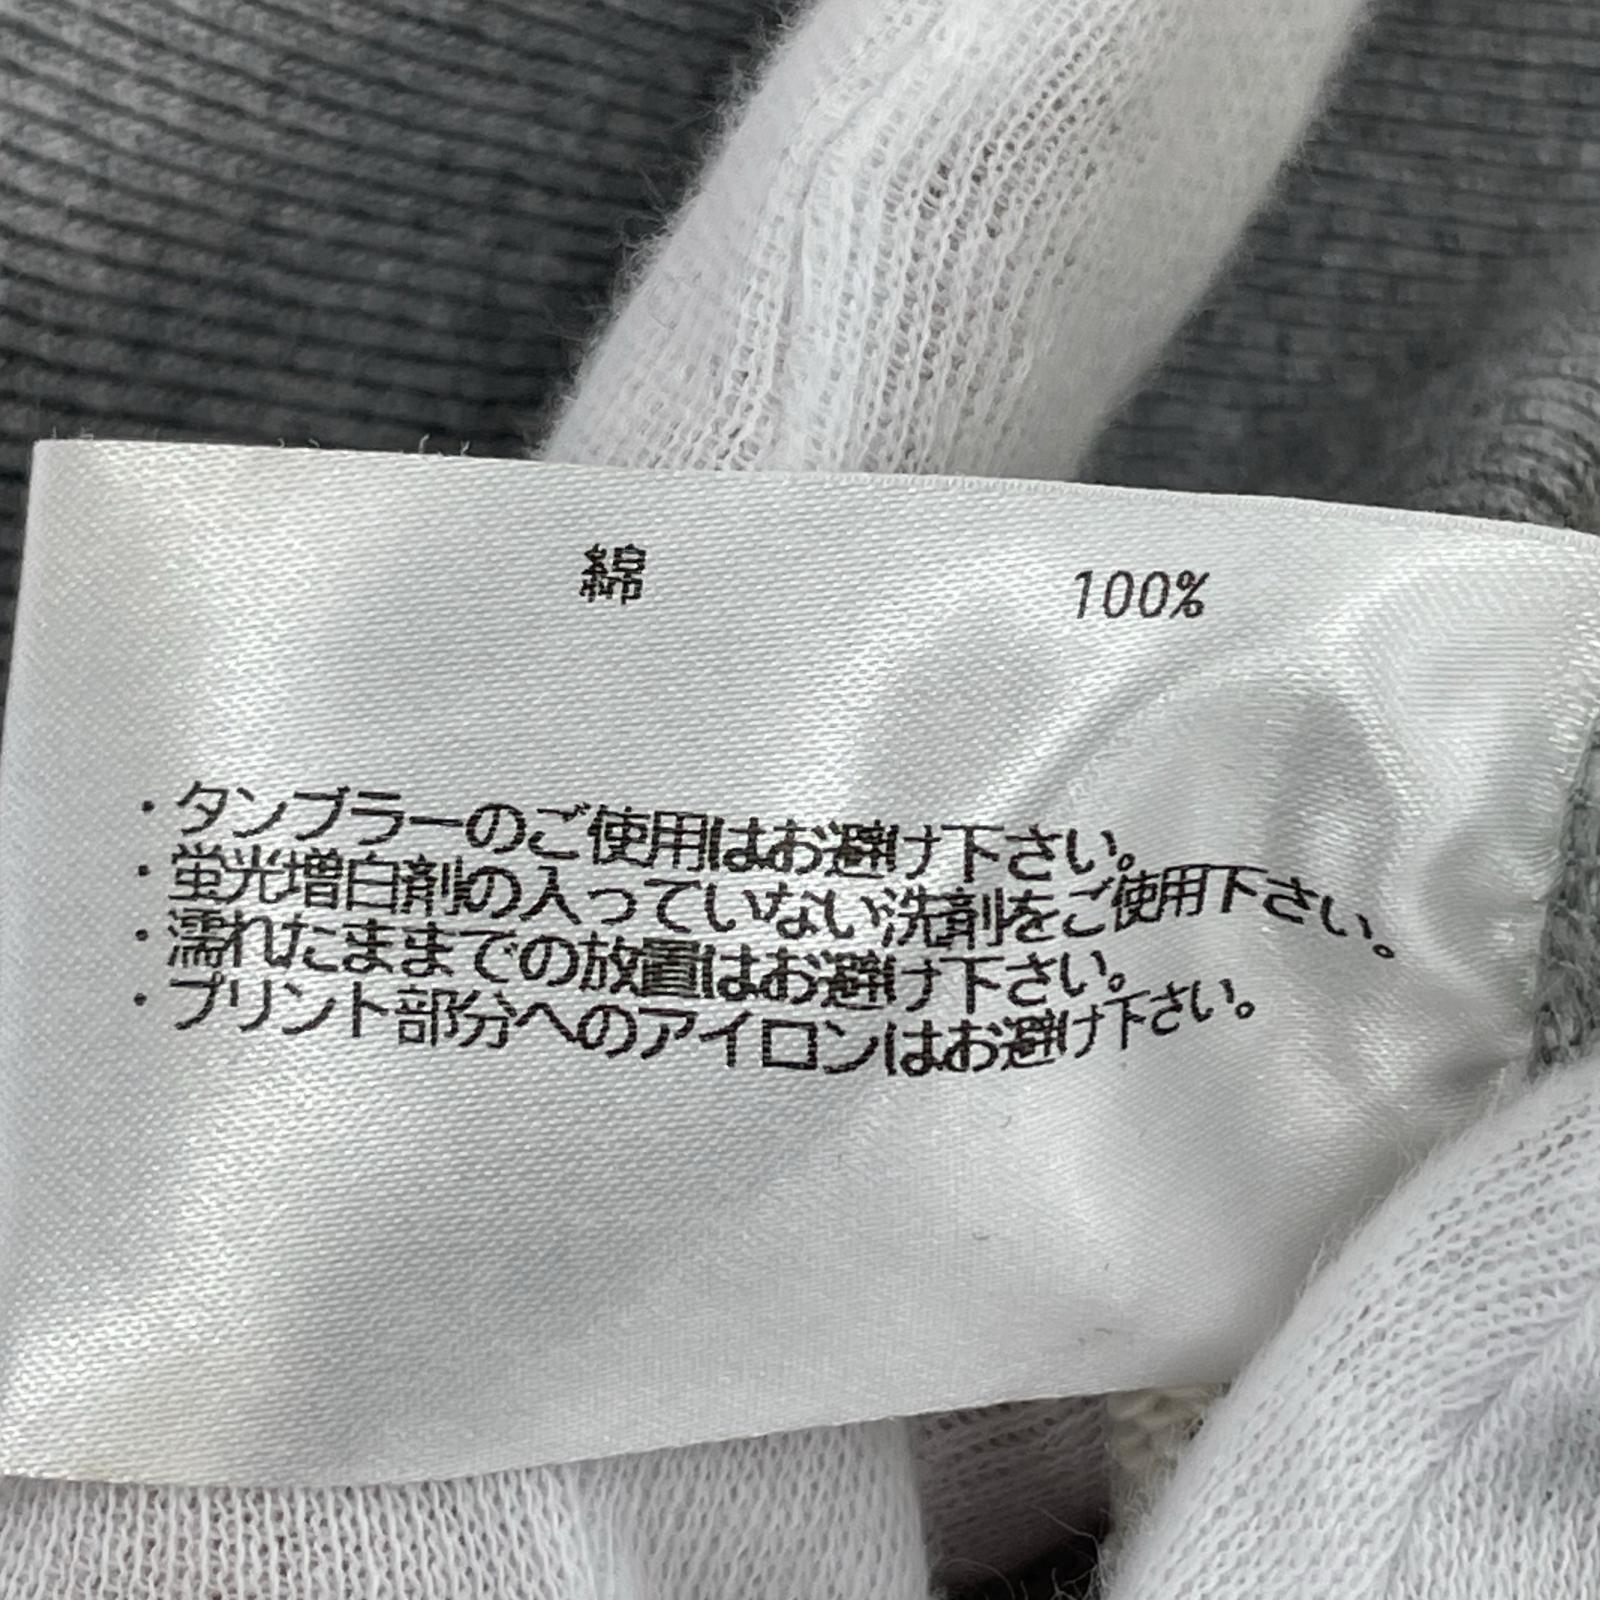 綿 100%
・タンブラーのご使用はお避け下さい。
・蛍光増白剤の入っていない洗剤をご使用下さい。
・濡れたままでの放置はお避け下さい。
・プリント部分へのアイロンはお避け下さい。